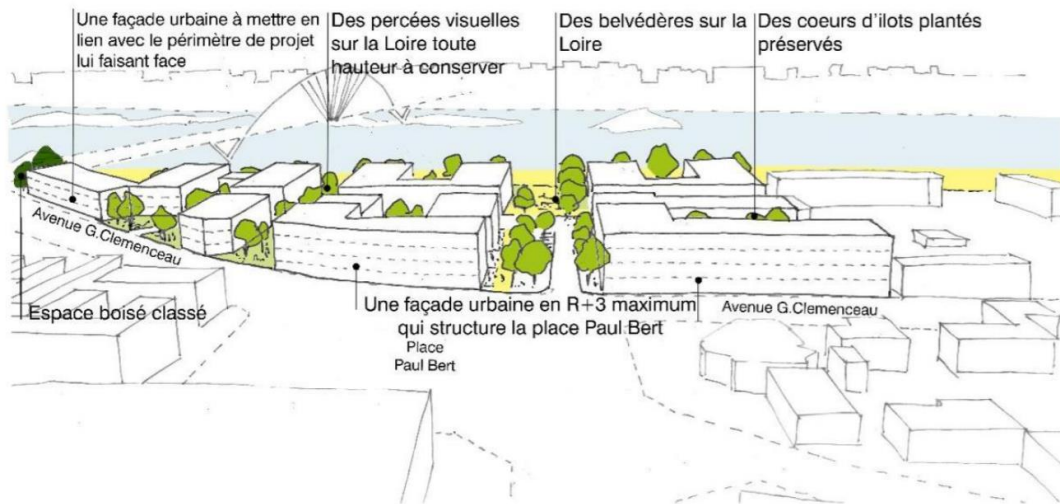 Une façade urbaine à mettre en
lien avec le périmètre de projet
lui faisant face
Des percées visuelles
sur la Loire toute
hauteur à conserver
Des belvédères sur la
Loire
Des coeurs d'ilots plantés
préservés
Avenue G.Clemenceau
Espace boisé classé
Une façade urbaine en R+3 maximum
qui structure la place Paul Bert
Avenue G.Clemenceau
Place
Paul Bert